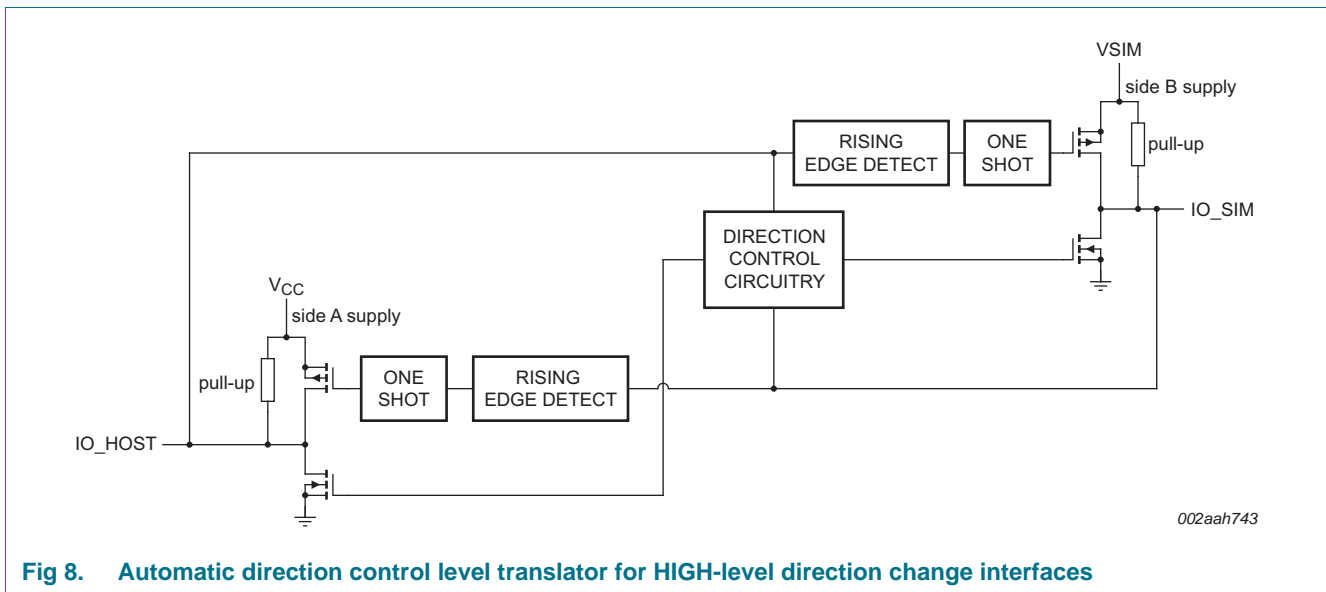 VSIM
side B supply
RISING
EDGE DETECT
ONE
SHOT
pull-up
IO_SIM
DIRECTION
CONTROL
CIRCUITRY
VCC
side A supply
pull-up
ONE
SHOT
RISING
EDGE DETECT
IO_HOST
002aah743
Fig 8. Automatic direction control level translator for HIGH-level direction change interfaces